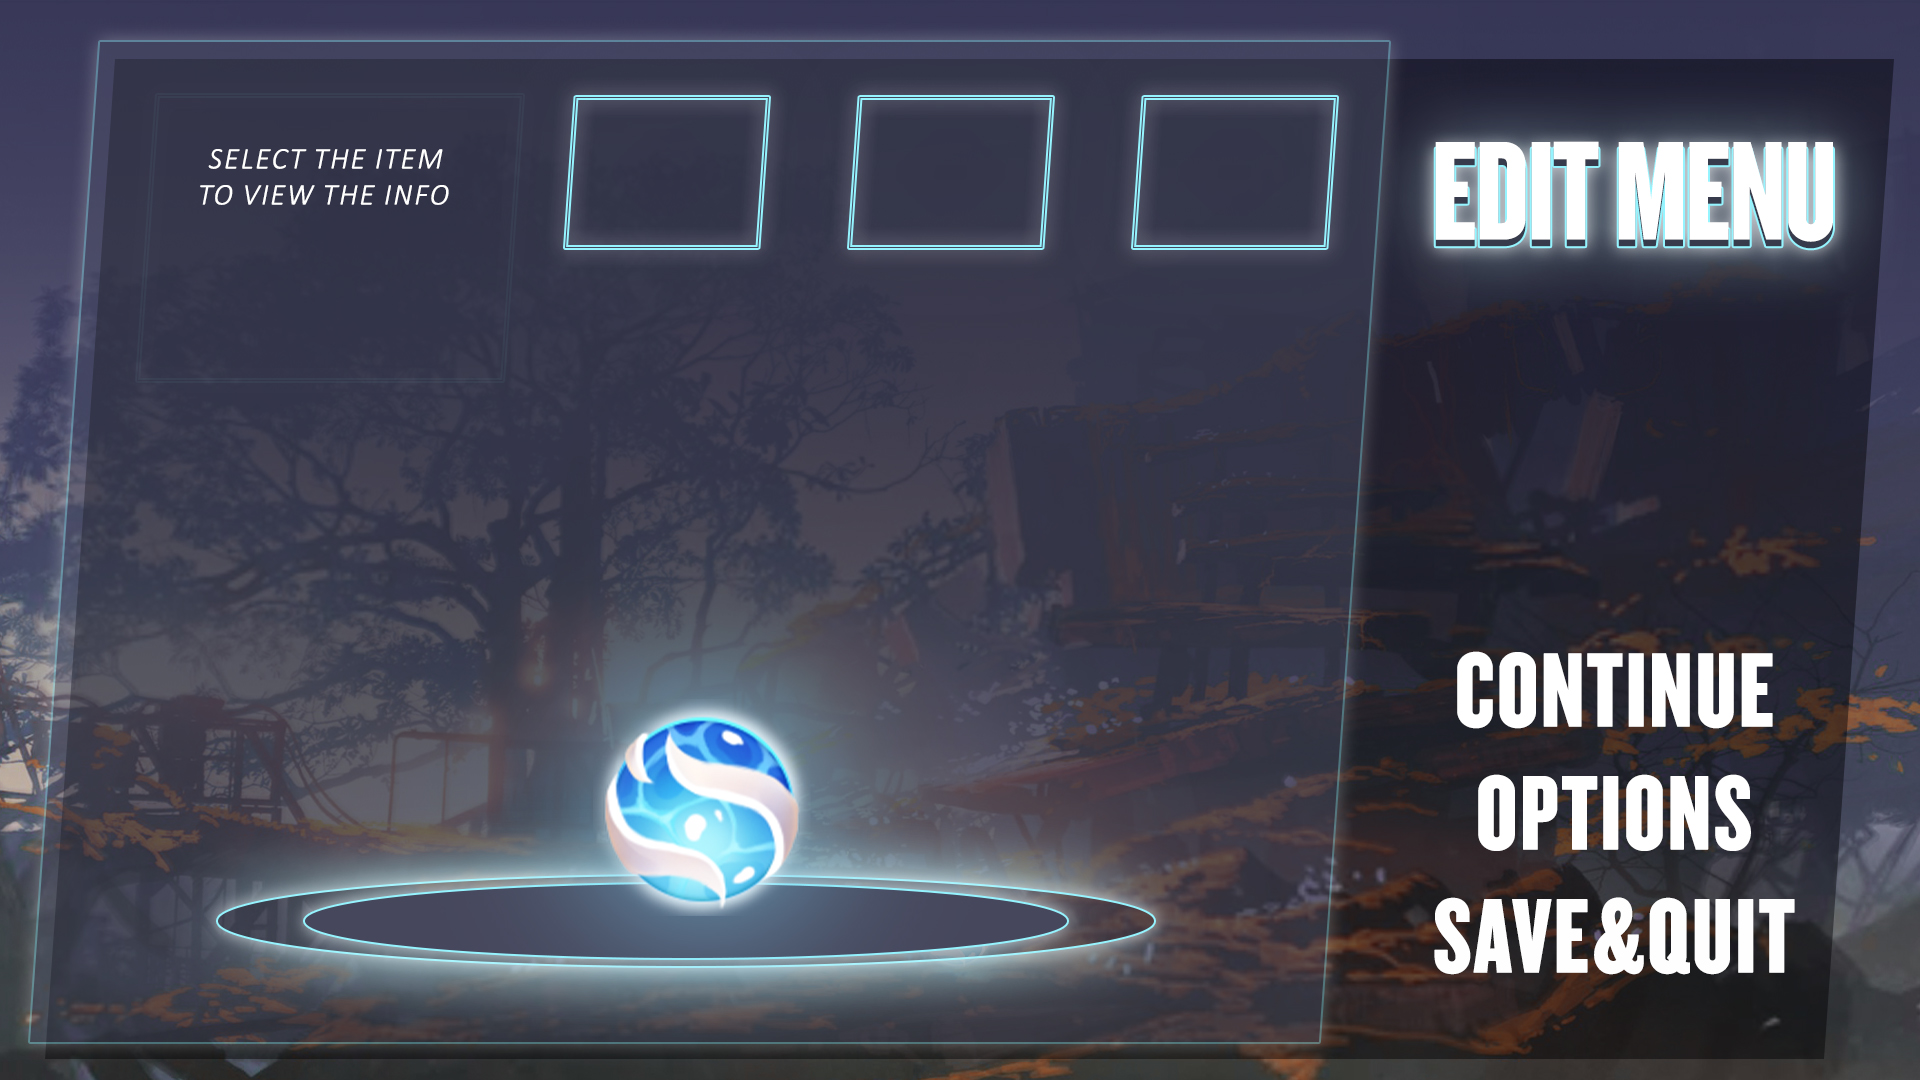 SELECT THE ITEM
TO VIEW THE INFO
EDIT MENU
CONTINUE
OPTIONS
SAVE&QUIT